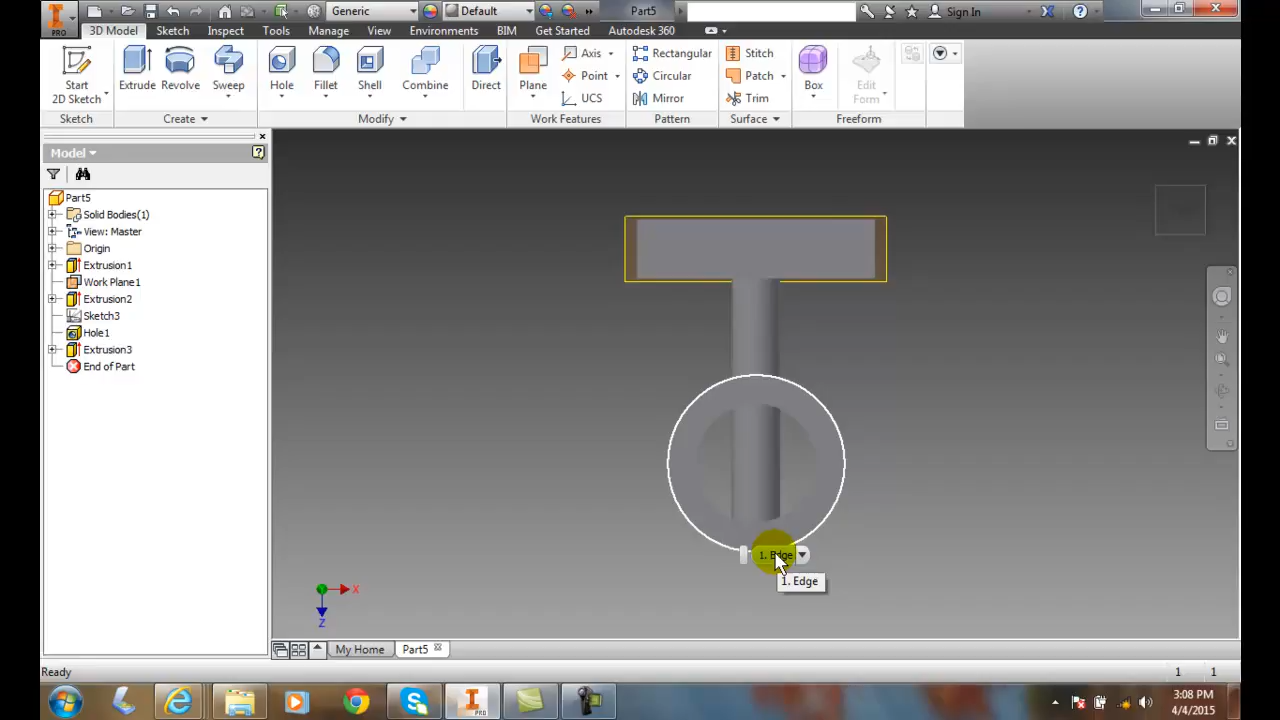 Generic Default Part5 Sign In
PRO 3D Model Sketch Inspect Tools Manage View Environments BIM Get Started Autodesk 360
Start 2D Sketch Extrude Revolve Sweep Hole Fillet Shell Combine Direct Plane Axis Point UCS Rectangular Circular Mirror Stitch Patch Trim Box Edit Form
Sketch Create Modify Work Features Pattern Surface Freeform
Model
Part5
Solid Bodies(1)
View: Master
Origin
Extrusion1
Work Plane1
Extrusion2
Sketch3
Hole1
Extrusion3
End of Part
1. Edge
1. Edge
X
Z
My Home Part5
Ready 1 1
PRO 3:08 PM
4/4/2015